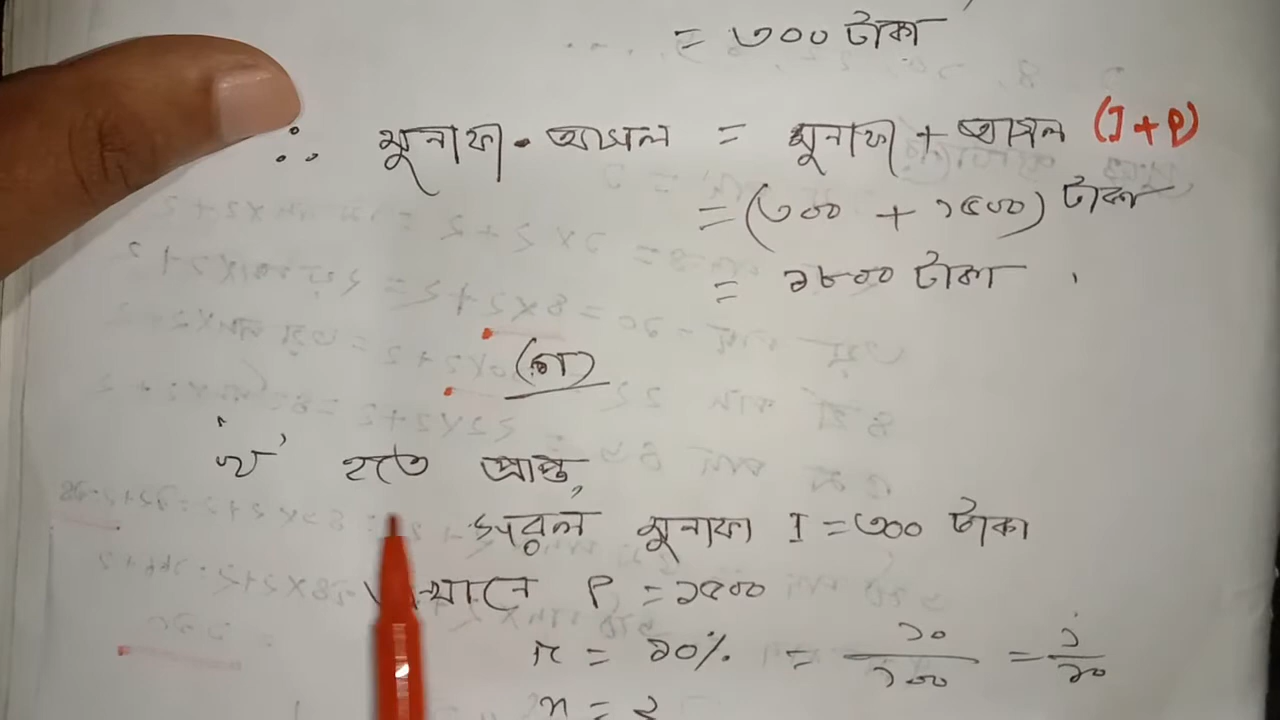 = ৩০০ টাকা
∴ মুনাফা-আসল = মুনাফা + আসল (I + P)
= (৩০০ + ১৫০০) টাকা
= ১৮০০ টাকা
(গ)
'খ' হতে প্রাপ্ত,
সরল মুনাফা I = ৩০০ টাকা
এখানে P = ১৫০০
r = ১০% = ১০/১০০ = ১/১০
n = ২